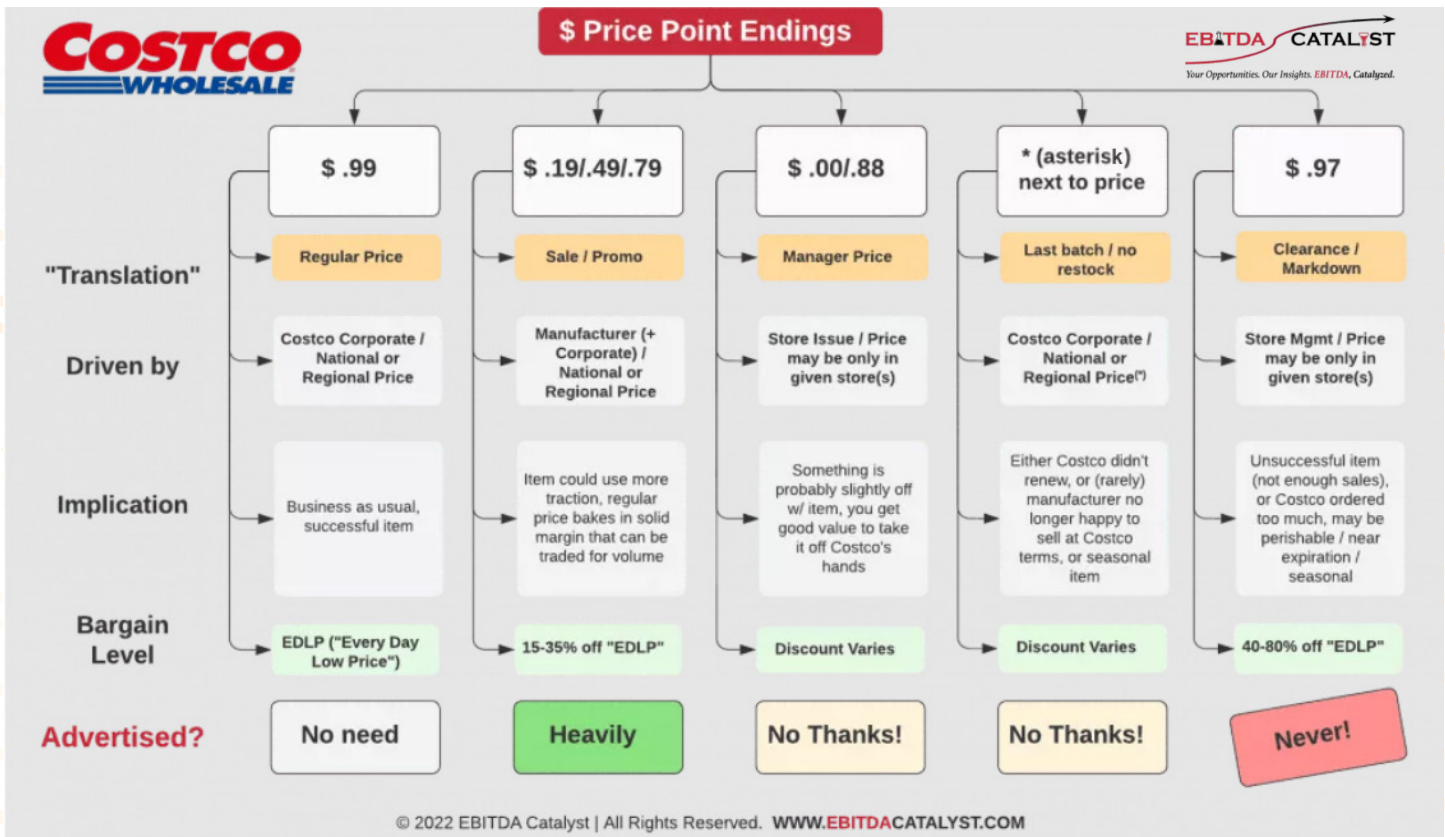 COSTCO
WHOLESALE
$ Price Point Endings
EBITDA CATALYST
Your Opportunities. Our Insights. EBITDA, Catalyzed.
$ .99
$ .19/.49/.79
$ .00/.88
* (asterisk)
next to price
$ .97
"Translation"
Regular Price
Sale / Promo
Manager Price
Last batch / no
restock
Clearance /
Markdown
Driven by
Costco Corporate /
National or
Regional Price
Manufacturer (+
Corporate) /
National or
Regional Price
Store Issue / Price
may be only in
given store(s)
Costco Corporate /
National or
Regional Price(*)
Store Mgmt / Price
may be only in
given store(s)
Implication
Business as usual,
successful item
Item could use more
traction, regular
price bakes in solid
margin that can be
traded for volume
Something is
probably slightly off
w/ item, you get
good value to take
it off Costco's
hands
Either Costco didn't
renew, or (rarely)
manufacturer no
longer happy to
sell at Costco
terms, or seasonal
item
Unsuccessful item
(not enough sales),
or Costco ordered
too much, may be
perishable / near
expiration /
seasonal
Bargain
Level
EDLP ("Every Day
Low Price")
15-35% off "EDLP"
Discount Varies
Discount Varies
40-80% off "EDLP"
Advertised?
No need
Heavily
No Thanks!
No Thanks!
Never!
© 2022 EBITDA Catalyst | All Rights Reserved. WWW.EBITDACATALYST.COM